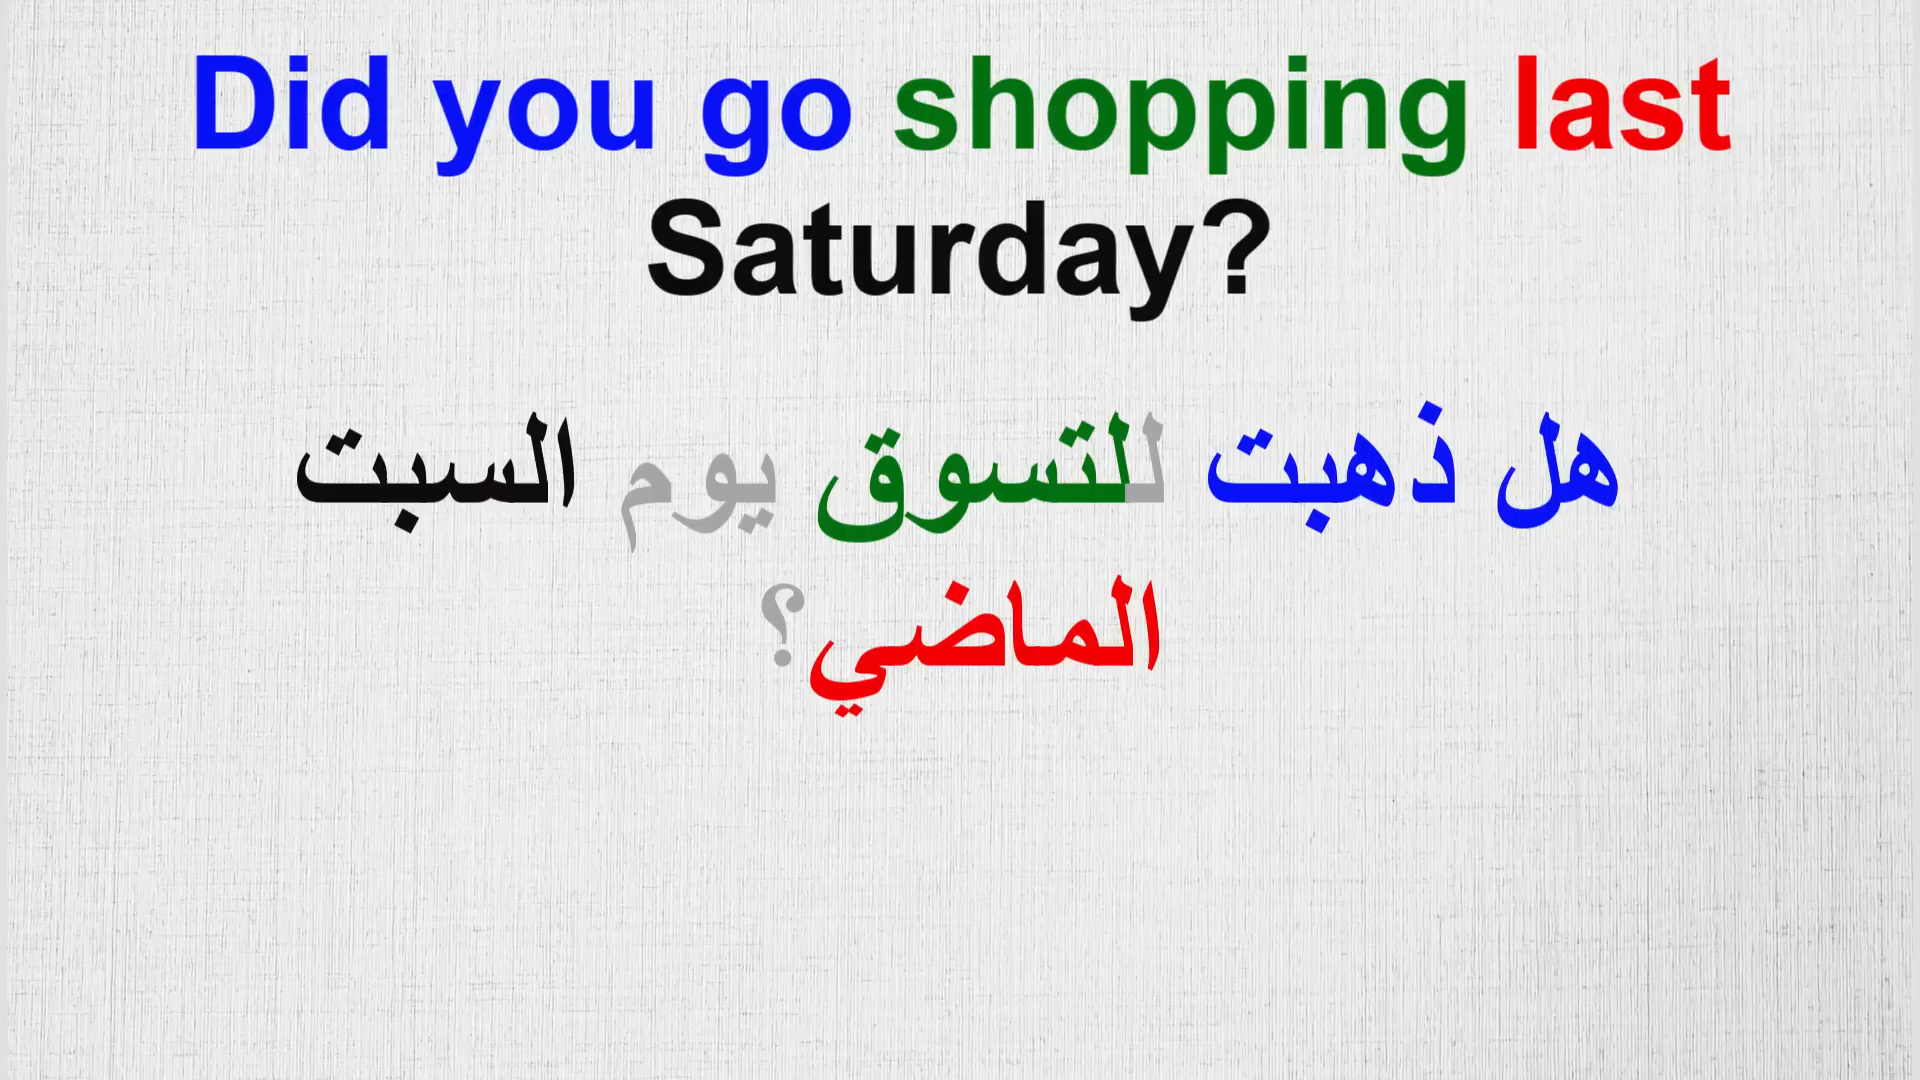 Did you go shopping last
Saturday?
هل ذهبت للتسوق يوم السبت
الماضي؟